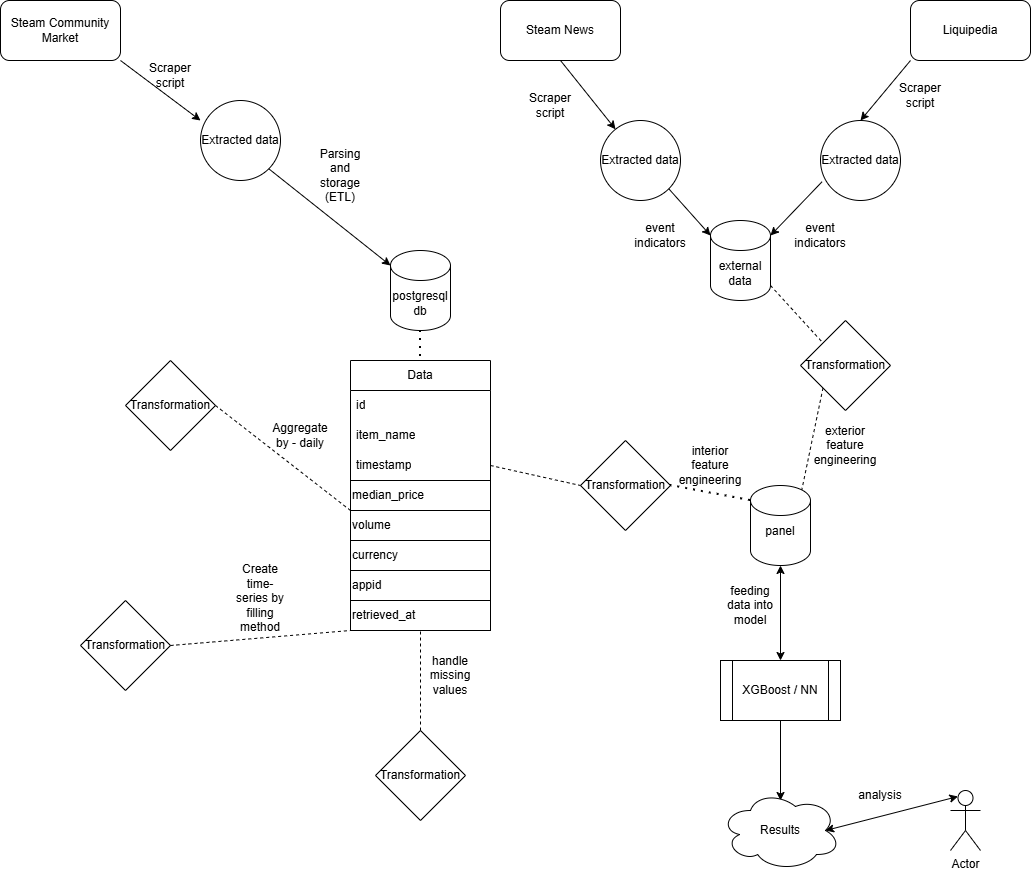 Steam Community
Market
Steam News
Liquipedia
Scraper
script
Scraper
script
Scraper
script
Extracted data
Extracted data
Extracted data
Parsing
and
storage
(ETL)
event
indicators
event
indicators
postgresql
db
external
data
Transformation
Data
id
item_name
timestamp
median_price
volume
currency
appid
retrieved_at
Transformation
Aggregate
by - daily
exterior
feature
engineering
interior
feature
engineering
Transformation
panel
Create
time-
series by
filling
method
Transformation
feeding
data into
model
handle
missing
values
XGBoost / NN
Transformation
analysis
Results
Actor